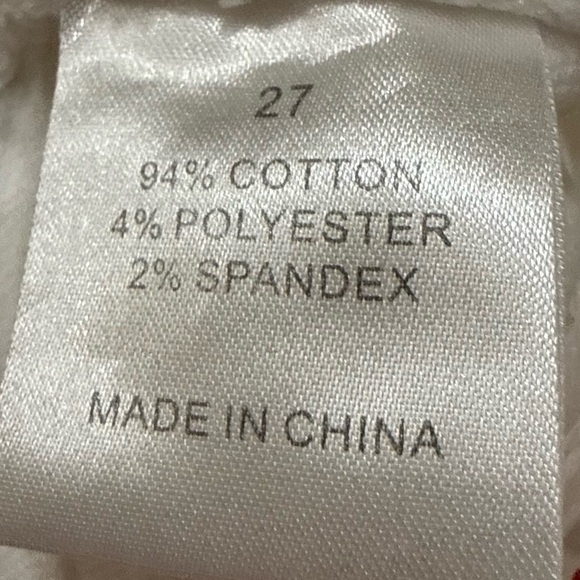 27
94% COTTON
4% POLYESTER
2% SPANDEX
MADE IN CHINA